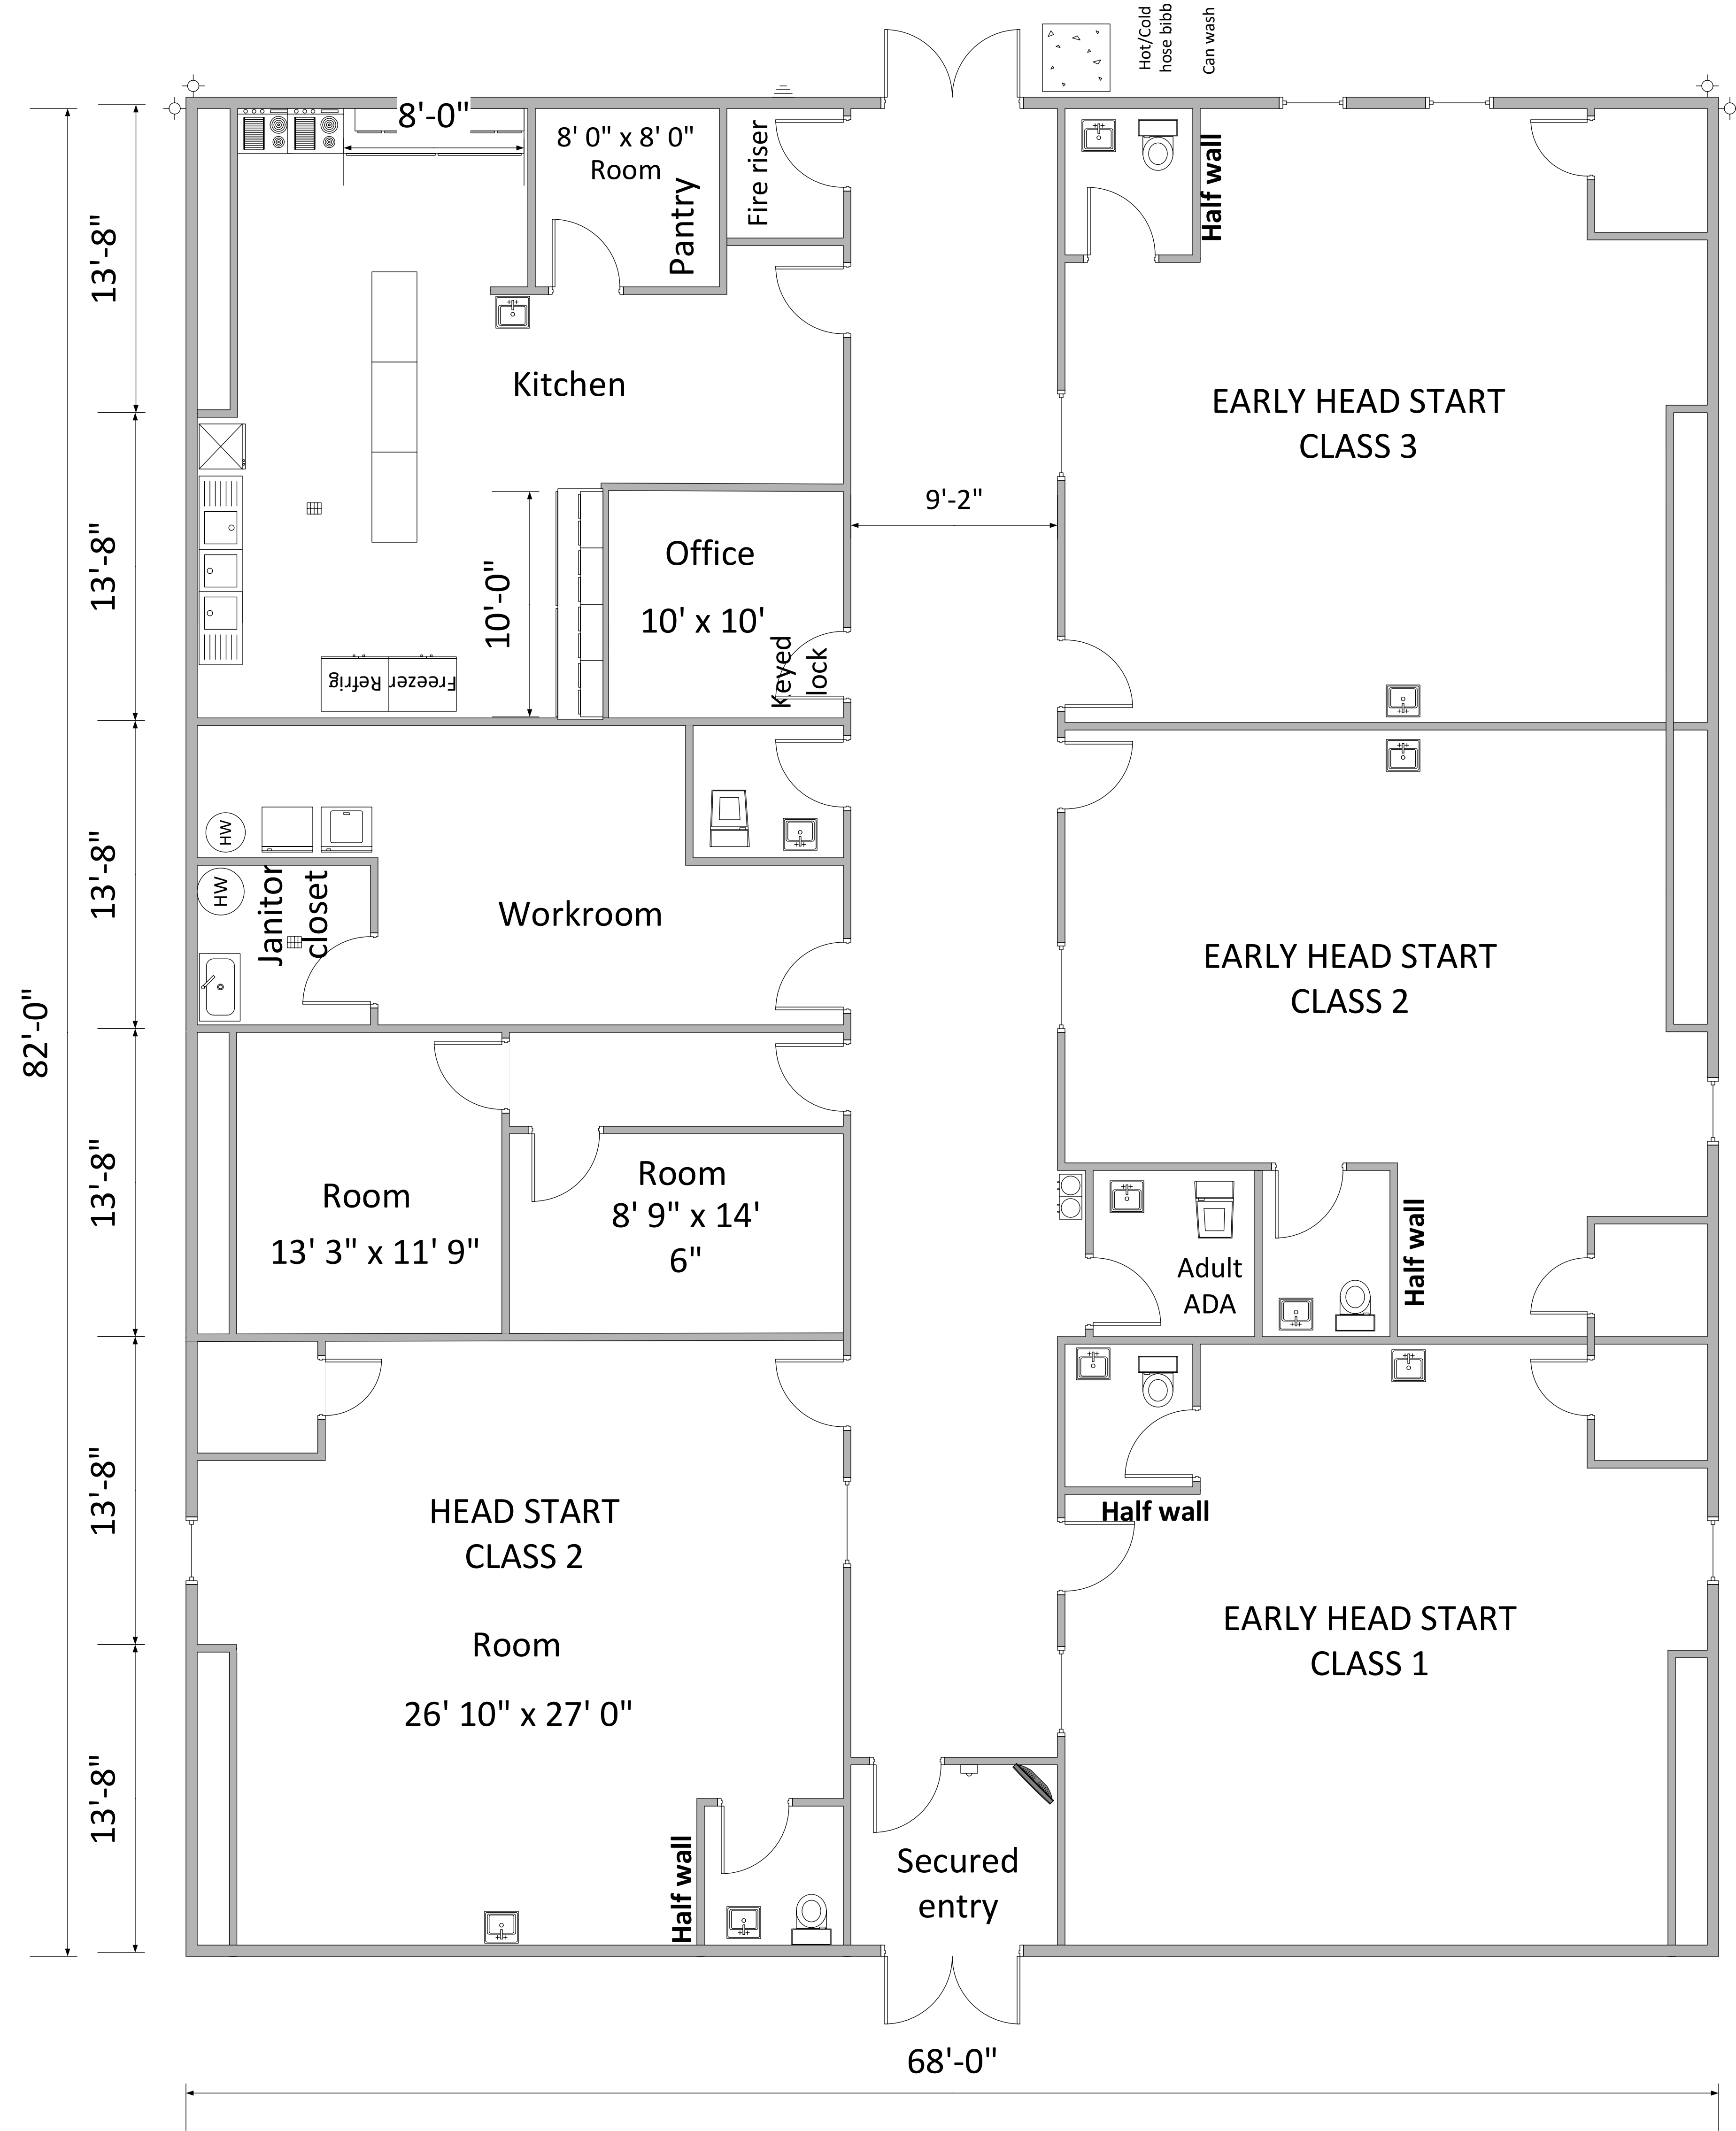 Hot/Cold
hose bibb
Can wash
8'-0"
8' 0" x 8' 0"
Room
Pantry
Fire riser
Half wall
13'-8"
Kitchen
EARLY HEAD START
CLASS 3
9'-2"
13'-8"
10'-0"
Office
10' x 10'
Keyed
lock
Refrig
Freezer
HW
13'-8"
HW
Janitor
closet
Workroom
EARLY HEAD START
CLASS 2
82'-0"
13'-8"
Room
13' 3" x 11' 9"
Room
8' 9" x 14'
6"
Adult
ADA
Half wall
13'-8"
HEAD START
CLASS 2
Half wall
Room
26' 10" x 27' 0"
EARLY HEAD START
CLASS 1
13'-8"
Half wall
Secured
entry
68'-0"